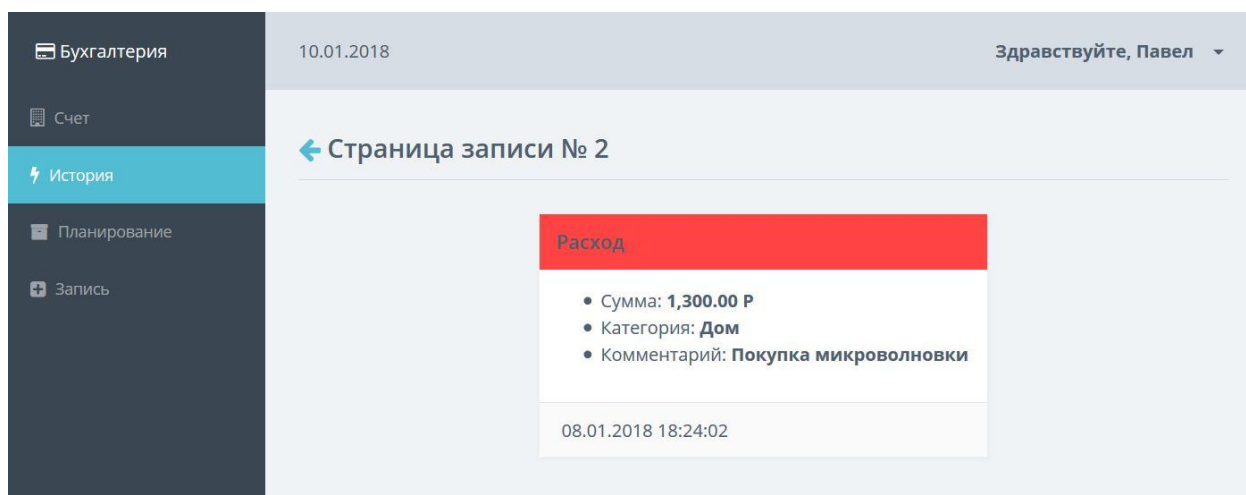 Бухгалтерия
10.01.2018
Здравствуйте, Павел
Счет
История
Планирование
Запись
Страница записи № 2
Расход
Сумма: 1,300.00 Р
Категория: Дом
Комментарий: Покупка микроволновки
08.01.2018 18:24:02